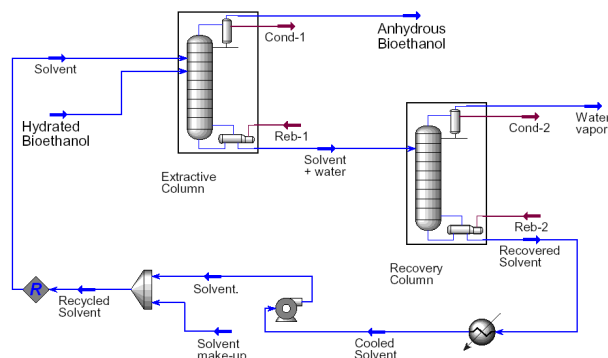 Solvent
Hydrated
Bioethanol
Cond-1
Anhydrous
Bioethanol
Reb-1
Extractive
Column
Solvent
+ water
Cond-2
Water
vapor
Reb-2
Recovered
Solvent
Recovery
Column
R
Recycled
Solvent
Solvent.
Solvent
make-up
Cooled
Solvent